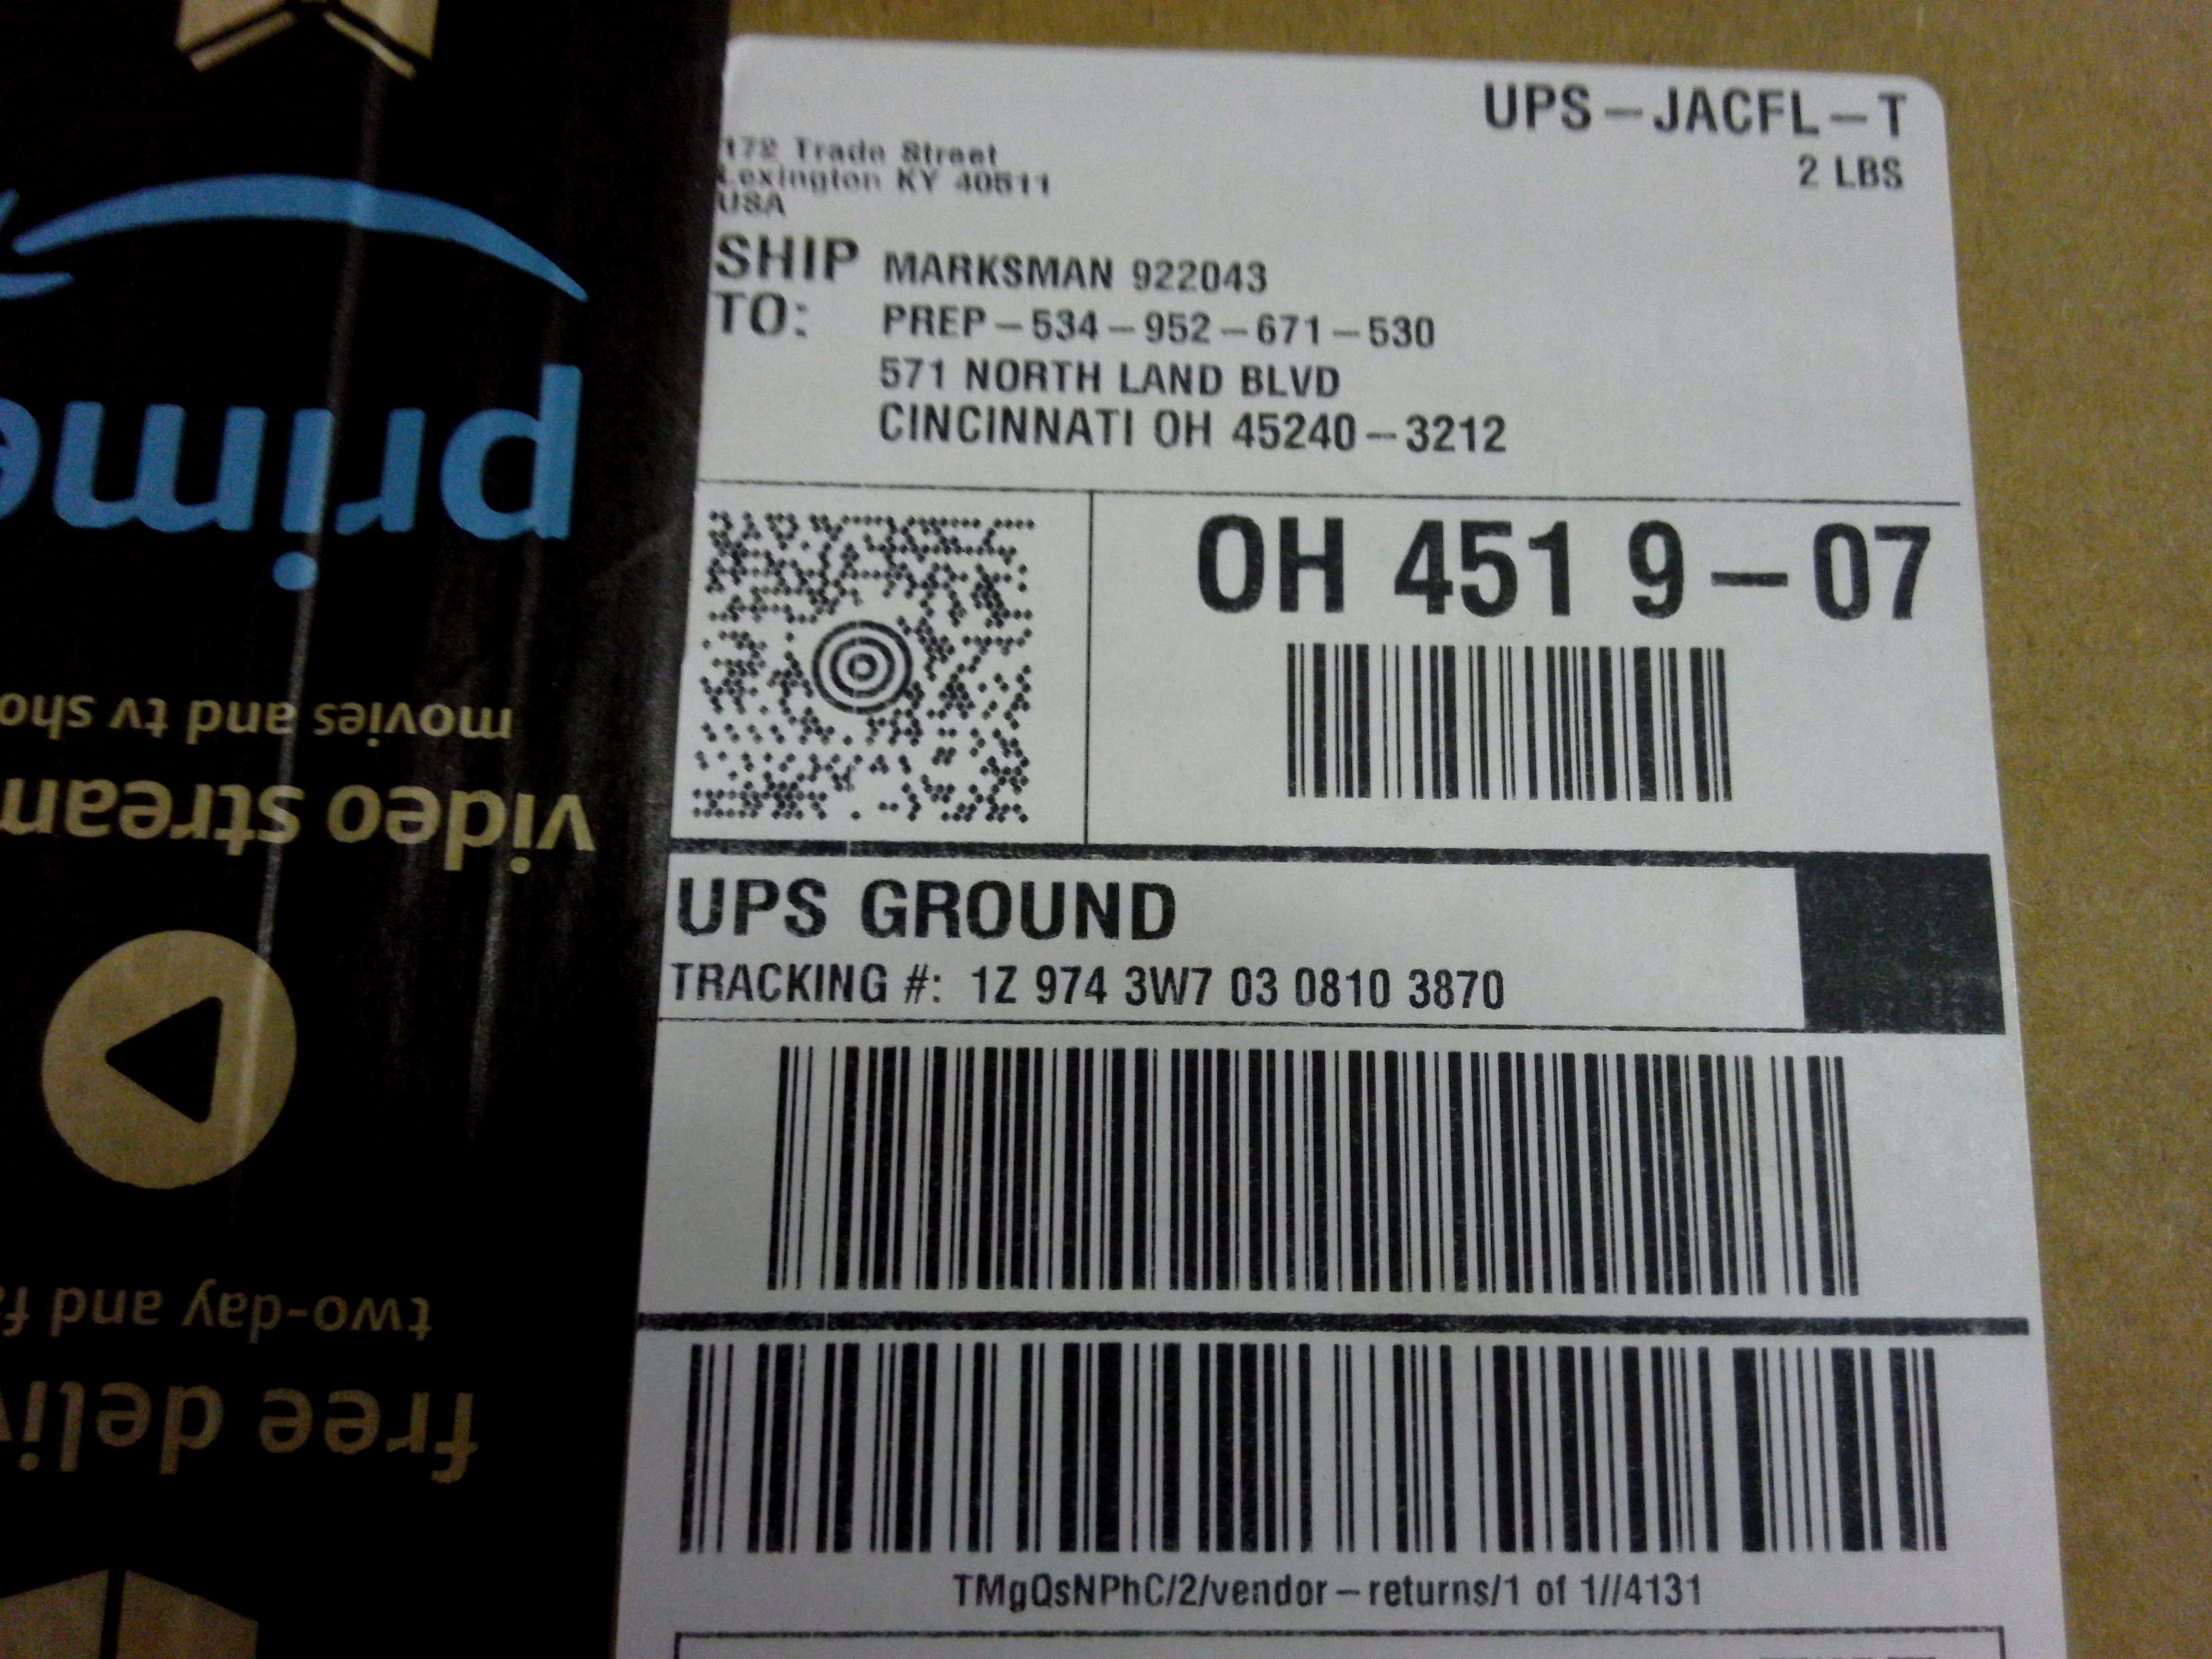 UPS-JACFL-T
2 LBS
172 Trade Street
Lexington KY 40511
USA
SHIP TO:
MARKSMAN 922043
PREP-534-952-671-530
571 NORTH LAND BLVD
CINCINNATI OH 45240-3212
OH 451 9-07
UPS GROUND
TRACKING #: 1Z 974 3W7 03 0810 3870
TMgQsNPhC/2/vendor-returns/1 of 1//4131
free deliv
two-day and fa
video stream
movies and tv sho
prime